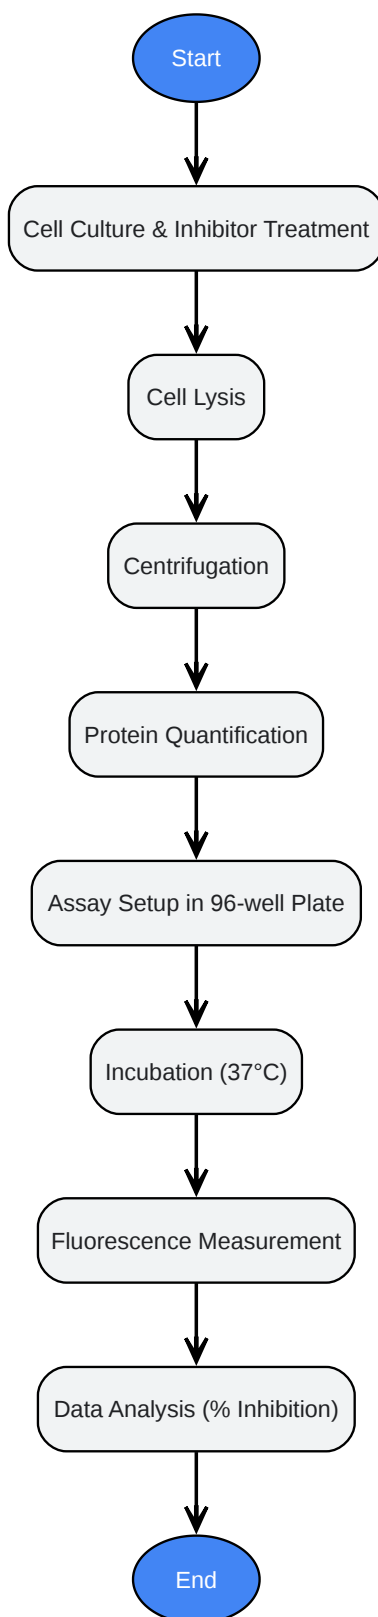 Start
Cell Culture & Inhibitor Treatment
Cell Lysis
Centrifugation
Protein Quantification
Assay Setup in 96-well Plate
Incubation (37°C)
Fluorescence Measurement
Data Analysis (% Inhibition)
End